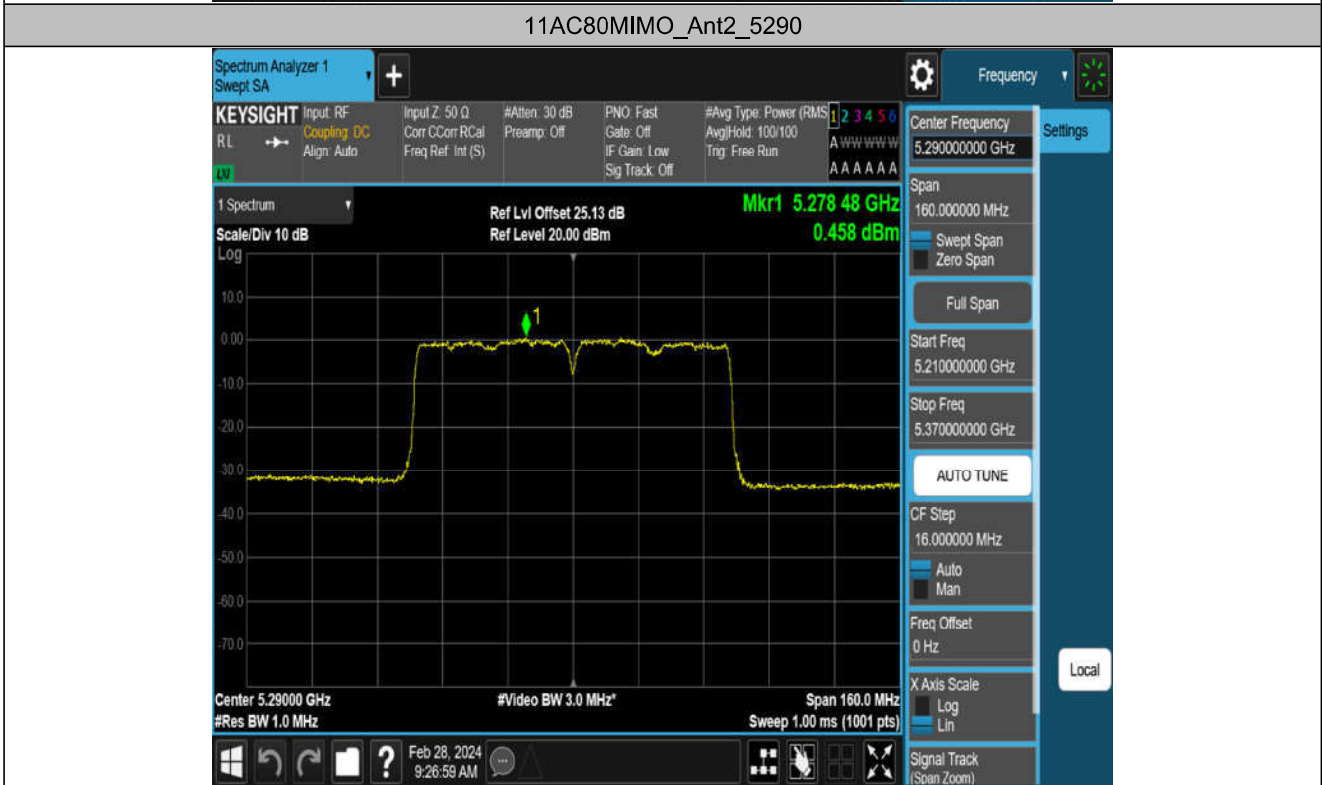 11AC80MIMO_Ant2_5290
Spectrum Analyzer 1
Swept SA
+
Frequency
KEYSIGHT
RL
LXI
Input: RF
Coupling: DC
Align: Auto
Input Z: 50 Ω
Corr CCorr RCal
Freq Ref: Int (S)
#Atten: 30 dB
Preamp: Off
PNO: Fast
Gate: Off
IF Gain: Low
Sig Track: Off
#Avg Type: Power (RMS
Avg|Hold: 100/100
Trig: Free Run
1 2 3 4 5 6
A W W W W W
A A A A A A
Center Frequency
5.290000000 GHz
Settings
1 Spectrum
Scale/Div 10 dB
Log
Ref Lvl Offset 25.13 dB
Ref Level 20.00 dBm
Mkr1 5.278 48 GHz
0.458 dBm
1
10.0
0.00
-10.0
-20.0
-30.0
-40.0
-50.0
-60.0
-70.0
Center 5.29000 GHz
#Res BW 1.0 MHz
#Video BW 3.0 MHz*
Span 160.0 MHz
Sweep 1.00 ms (1001 pts)
Span
160.000000 MHz
Swept Span
Zero Span
Full Span
Start Freq
5.210000000 GHz
Stop Freq
5.370000000 GHz
AUTO TUNE
CF Step
16.000000 MHz
Auto
Man
Freq Offset
0 Hz
X Axis Scale
Log
Lin
Local
Signal Track
(Span Zoom)
?
Feb 28, 2024
9:26:59 AM